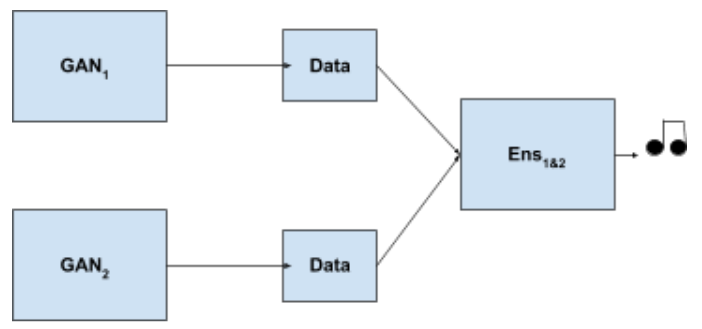 GAN₁
Data
Ens₁&₂
GAN₂
Data